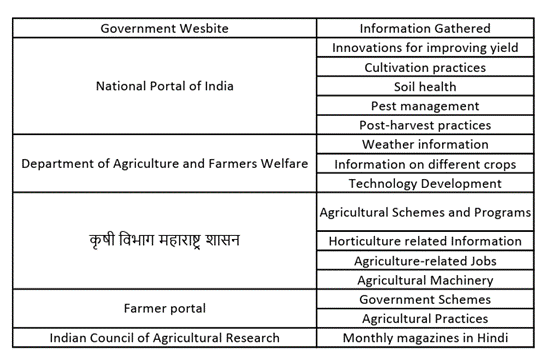 Government Wesbite Information Gathered
National Portal of India
Innovations for improving yield
Cultivation practices
Soil health
Pest management
Post-harvest practices
Department of Agriculture and Farmers Welfare
Weather information
Information on different crops
Technology Development
कृषी विभाग महाराष्ट्र शासन
Agricultural Schemes and Programs
Horticulture related Information
Agriculture-related Jobs
Agricultural Machinery
Farmer portal
Government Schemes
Agricultural Practices
Indian Council of Agricultural Research Monthly magazines in Hindi